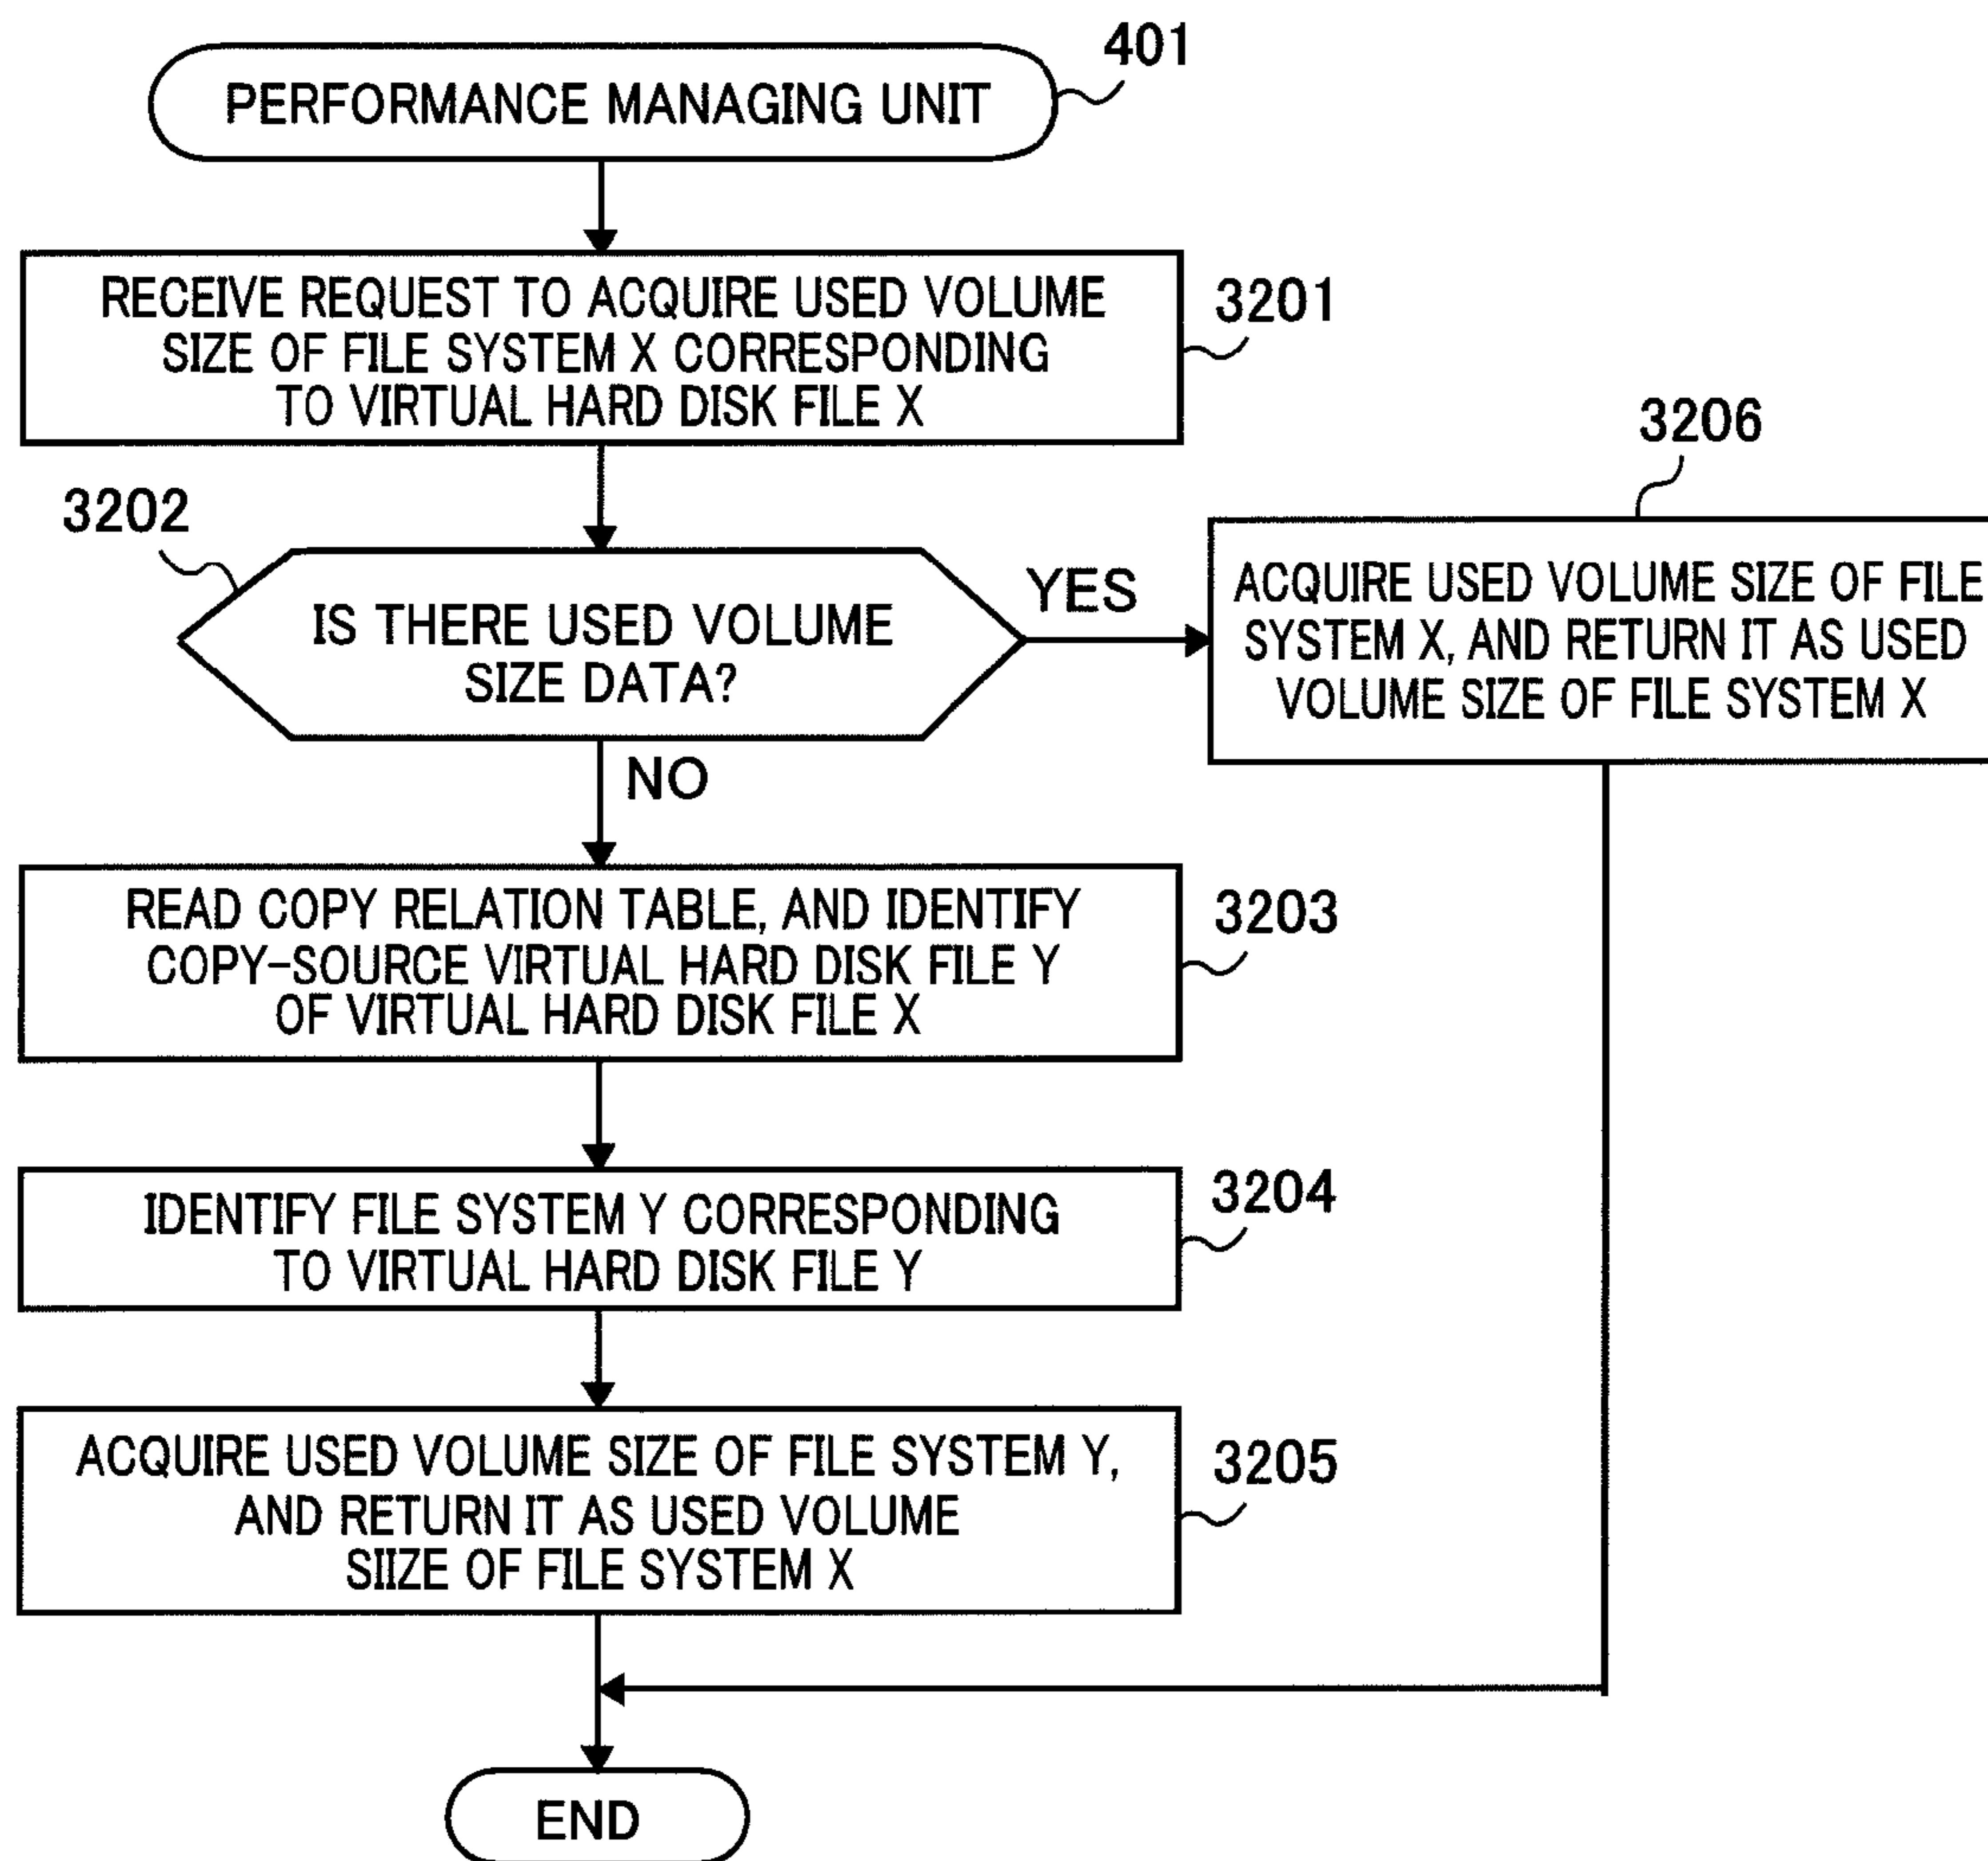 401
PERFORMANCE MANAGING UNIT
RECEIVE REQUEST TO ACQUIRE USED VOLUME
SIZE OF FILE SYSTEM X CORRESPONDING
TO VIRTUAL HARD DISK FILE X
3201
3202
IS THERE USED VOLUME
SIZE DATA?
YES
3206
ACQUIRE USED VOLUME SIZE OF FILE
SYSTEM X, AND RETURN IT AS USED
VOLUME SIZE OF FILE SYSTEM X
NO
READ COPY RELATION TABLE, AND IDENTIFY
COPY-SOURCE VIRTUAL HARD DISK FILE Y
OF VIRTUAL HARD DISK FILE X
3203
IDENTIFY FILE SYSTEM Y CORRESPONDING
TO VIRTUAL HARD DISK FILE Y
3204
ACQUIRE USED VOLUME SIZE OF FILE SYSTEM Y,
AND RETURN IT AS USED VOLUME
SIIZE OF FILE SYSTEM X
3205
END